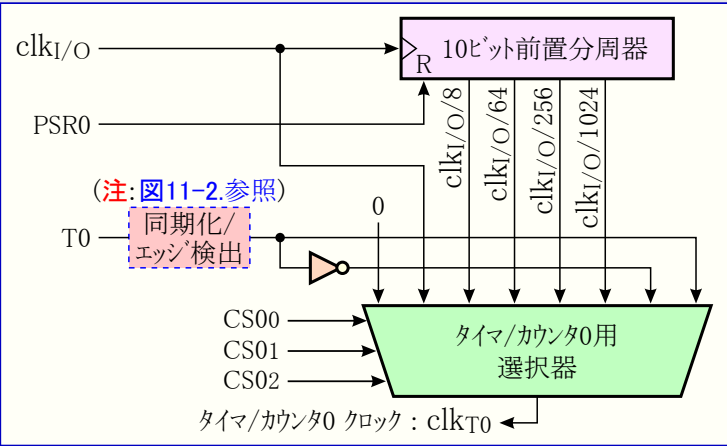 clkI/O
10ﾋﾞｯﾄ前置分周器
R
PSR0
clkI/O/8
clkI/O/64
clkI/O/256
clkI/O/1024
(注:図11-2.参照)
0
T0
同期化/
ｴｯｼﾞ検出
CS00
CS01
CS02
ﾀｲﾏ/ｶｳﾝﾀ0用
選択器
ﾀｲﾏ/ｶｳﾝﾀ0 ｸﾛｯｸ : clkT0